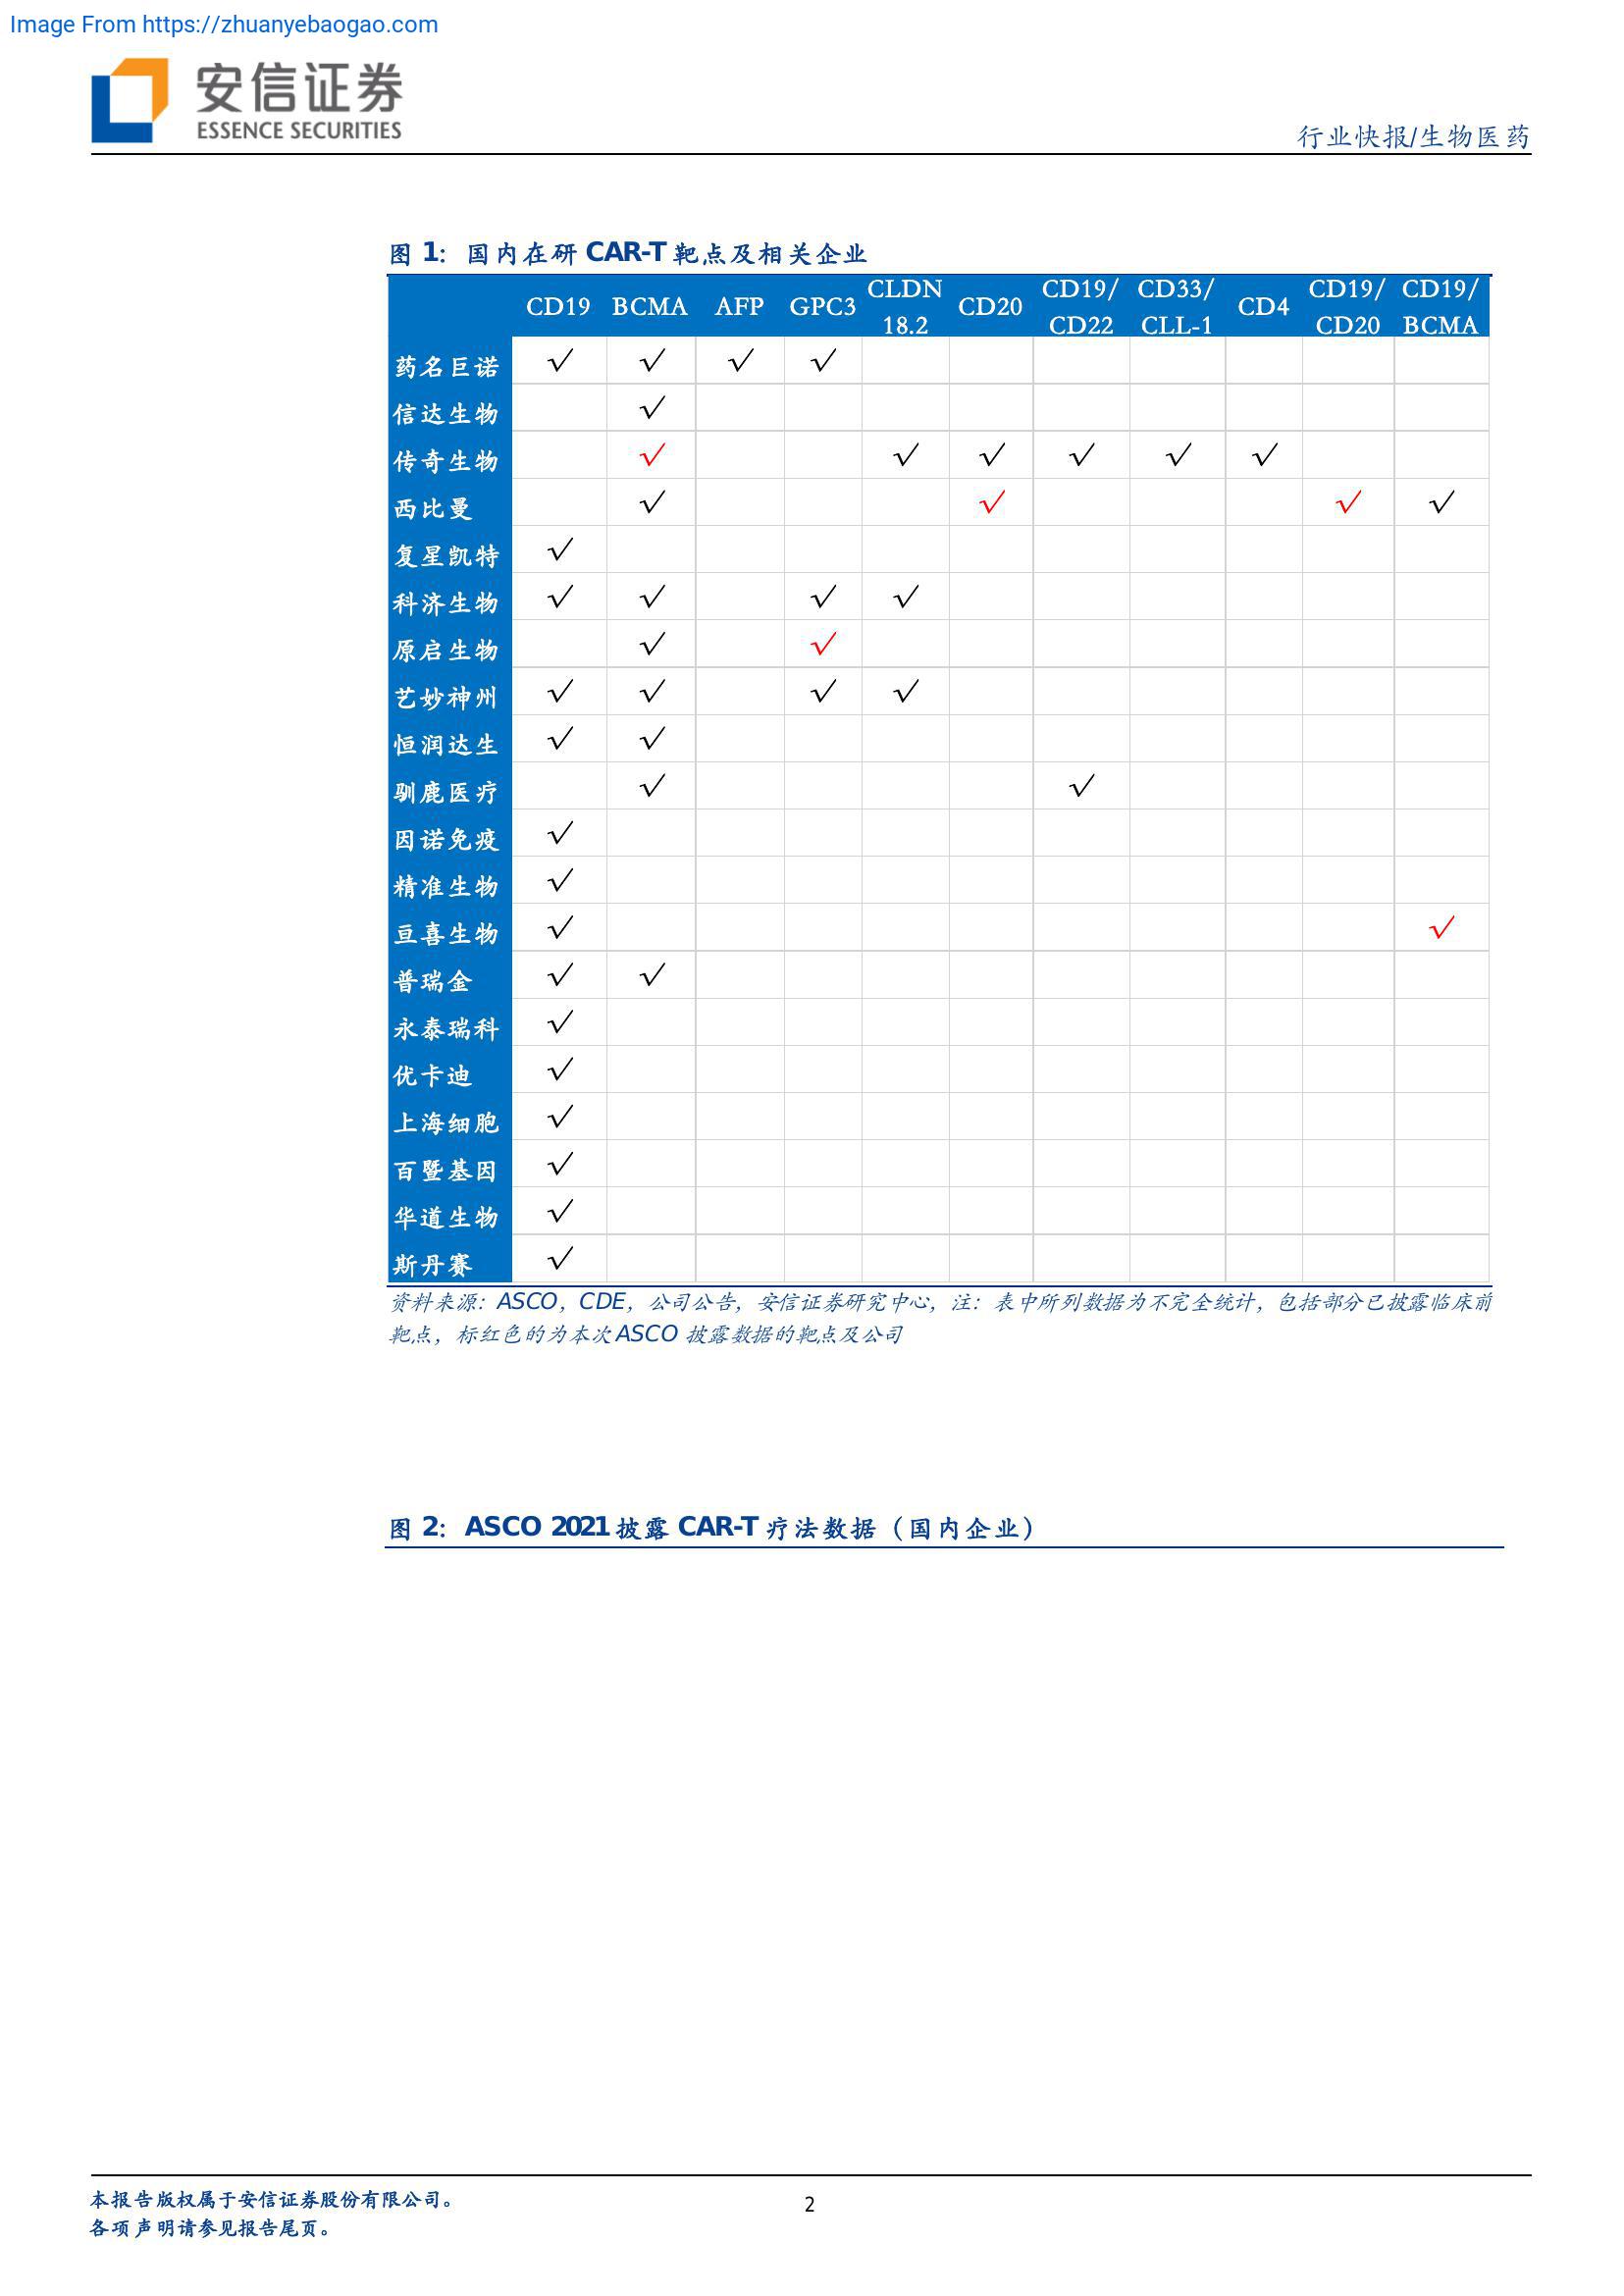 Image From https://zhuanyebaogao.com
安信证券
ESSENCE SECURITIES
行业快报/生物医药
图 1: 国内在研 CAR-T 靶点及相关企业
CD19 BCMA AFP GPC3 CLDN 18.2 CD20 CD19/CD22 CD33/CLL-1 CD4 CD19/CD20 CD19/BCMA
药名巨诺 √ √ √ √
信达生物 √
传奇生物 √ √ √ √ √ √
西比曼 √ √ √ √
复星凯特 √
科济生物 √ √ √ √
原启生物 √ √
艺妙神州 √ √ √ √
恒润达生 √ √
驯鹿医疗 √ √
因诺免疫 √
精准生物 √
亘喜生物 √ √
普瑞金 √ √
永泰瑞科 √
优卡迪 √
上海细胞 √
百暨基因 √
华道生物 √
斯丹赛 √
资料来源：ASCO，CDE，公司公告，安信证券研究中心，注：表中所列数据为不完全统计，包括部分已披露临床前
靶点，标红色的为本次 ASCO 披露数据的靶点及公司
图 2: ASCO 2021 披露 CAR-T 疗法数据（国内企业）
本报告版权属于安信证券股份有限公司。
各项声明请参见报告尾页。
2